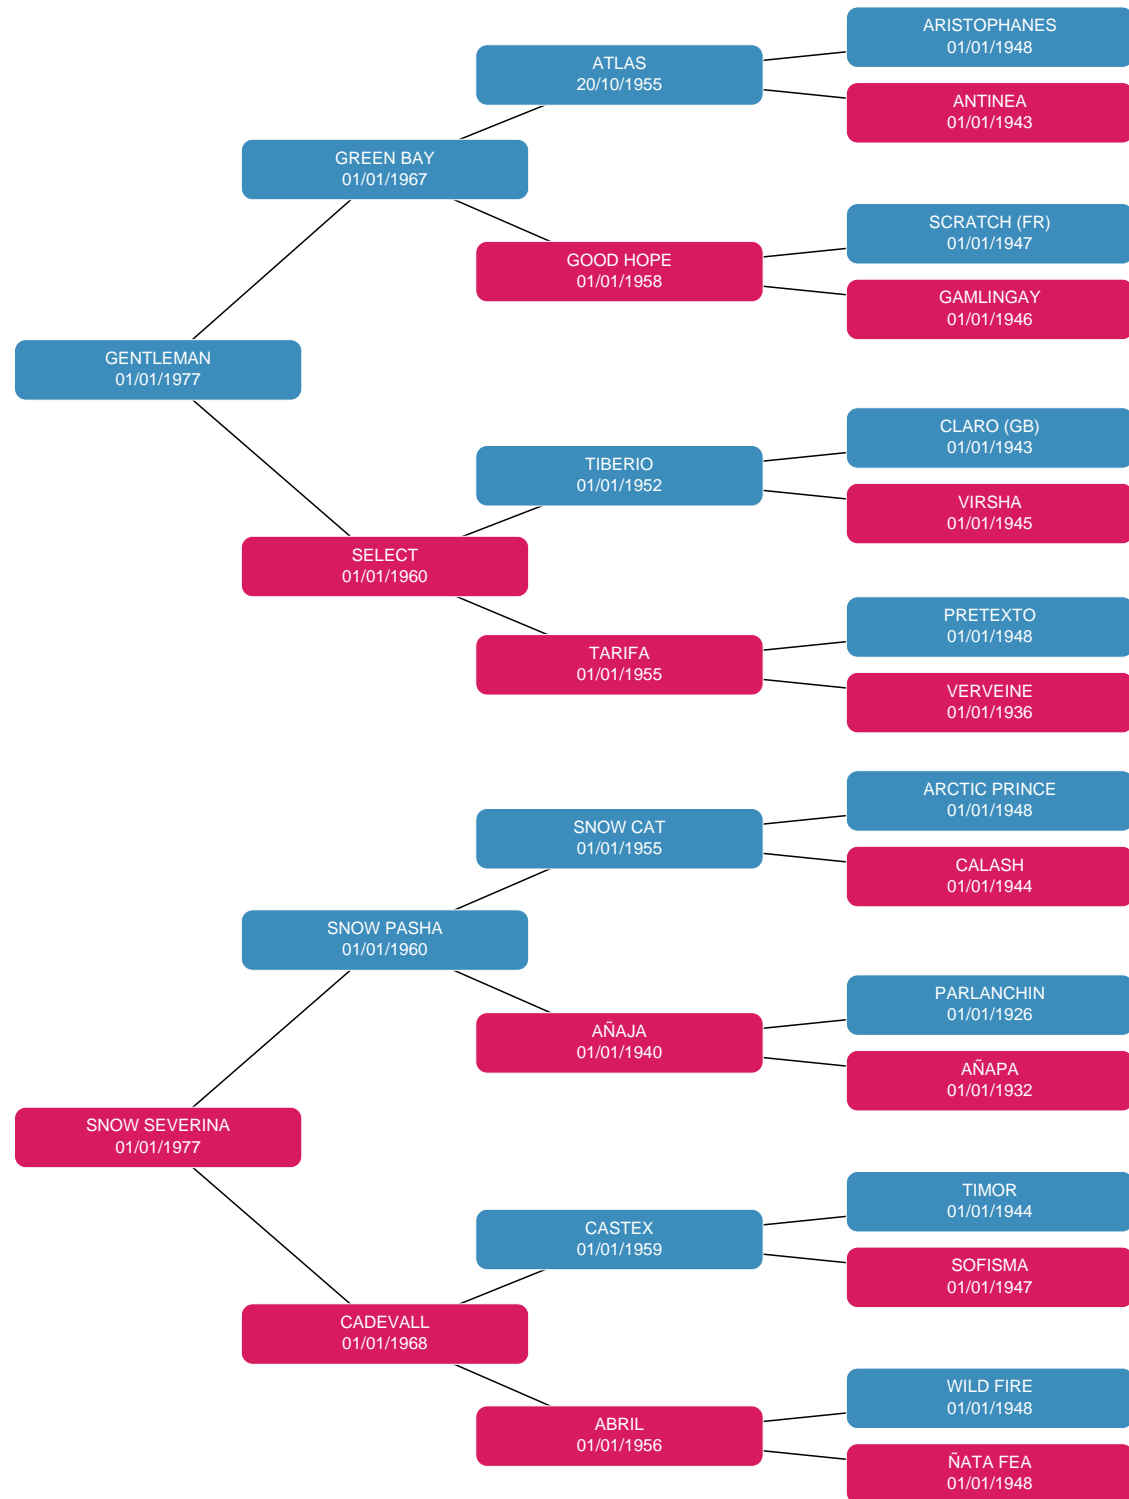 ARISTOPHANES
01/01/1948
ATLAS
20/10/1955
ANTINEA
01/01/1943
GREEN BAY
01/01/1967
SCRATCH (FR)
01/01/1947
GOOD HOPE
01/01/1958
GAMLINGAY
01/01/1946
GENTLEMAN
01/01/1977
CLARO (GB)
01/01/1943
TIBERIO
01/01/1952
VIRSHA
01/01/1945
SELECT
01/01/1960
PRETEXTO
01/01/1948
TARIFA
01/01/1955
VERVEINE
01/01/1936
ARCTIC PRINCE
01/01/1948
SNOW CAT
01/01/1955
CALASH
01/01/1944
SNOW PASHA
01/01/1960
PARLANCHIN
01/01/1926
AÑAJA
01/01/1940
AÑAPA
01/01/1932
SNOW SEVERINA
01/01/1977
TIMOR
01/01/1944
CASTEX
01/01/1959
SOFISMA
01/01/1947
CADEVALL
01/01/1968
WILD FIRE
01/01/1948
ABRIL
01/01/1956
ÑATA FEA
01/01/1948